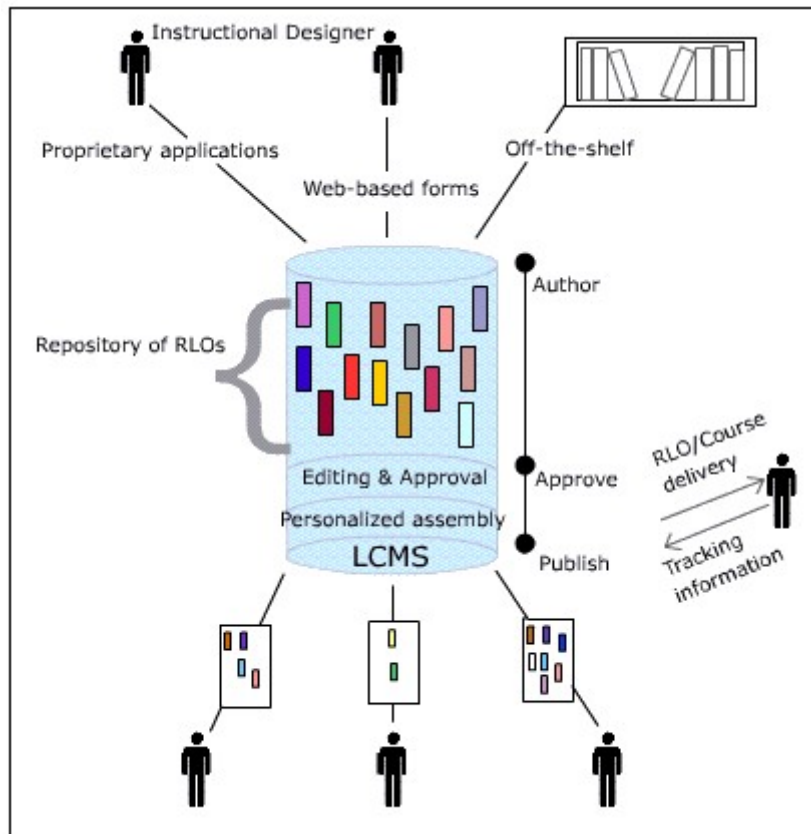 Instructional Designer
Proprietary applications
Web-based forms
Off-the-shelf
Author
Repository of RLOs
RLO/Course
delivery
Editing & Approval
Approve
Personalized assembly
LCMS
Publish
Tracking
information